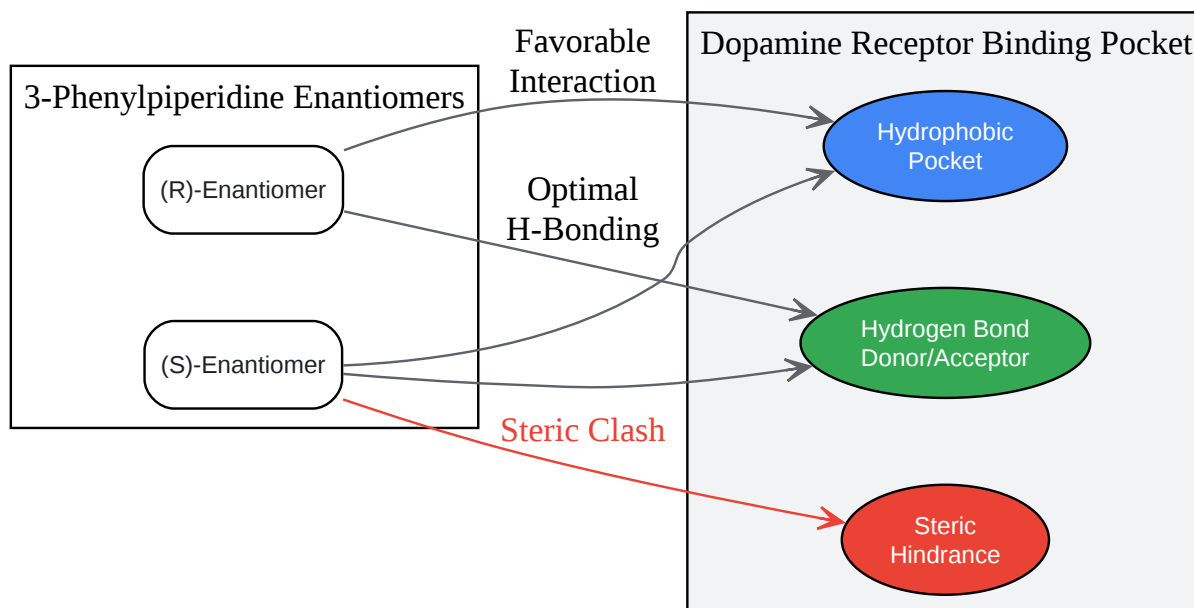 3-Phenylpiperidine Enantiomers
(R)-Enantiomer
(S)-Enantiomer
Favorable
Interaction
Optimal
H-Bonding
Steric Clash
Dopamine Receptor Binding Pocket
Hydrophobic
Pocket
Hydrogen Bond
Donor/Acceptor
Steric
Hindrance